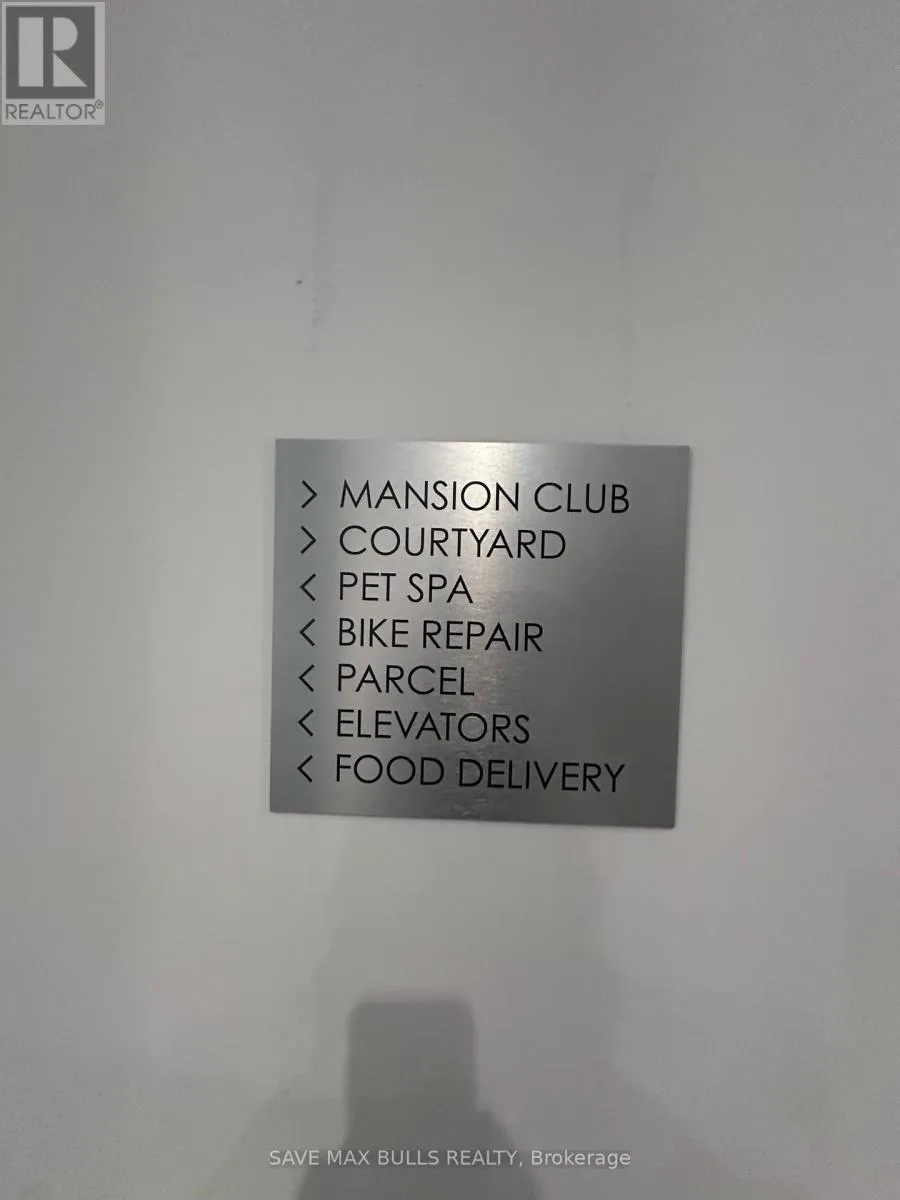 REALTOR®
> MANSION CLUB
> COURTYARD
< PET SPA
< BIKE REPAIR
< PARCEL
< ELEVATORS
< FOOD DELIVERY
SAVE MAX BULLS REALTY, Brokerage